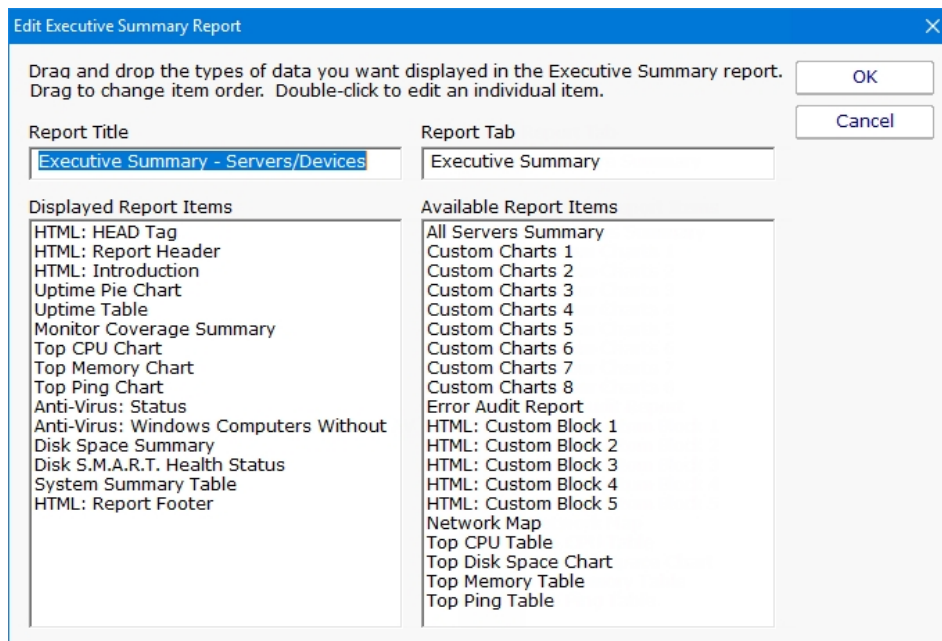 Edit Executive Summary Report
Drag and drop the types of data you want displayed in the Executive Summary report.
Drag to change item order. Double-click to edit an individual item.
OK
Cancel
Report Title
Executive Summary - Servers/Devices
Report Tab
Executive Summary
Displayed Report Items
HTML: HEAD Tag
HTML: Report Header
HTML: Introduction
Uptime Pie Chart
Uptime Table
Monitor Coverage Summary
Top CPU Chart
Top Memory Chart
Top Ping Chart
Anti-Virus: Status
Anti-Virus: Windows Computers Without
Disk Space Summary
Disk S.M.A.R.T. Health Status
System Summary Table
HTML: Report Footer
Available Report Items
All Servers Summary
Custom Charts 1
Custom Charts 2
Custom Charts 3
Custom Charts 4
Custom Charts 5
Custom Charts 6
Custom Charts 7
Custom Charts 8
Error Audit Report
HTML: Custom Block 1
HTML: Custom Block 2
HTML: Custom Block 3
HTML: Custom Block 4
HTML: Custom Block 5
Network Map
Top CPU Table
Top Disk Space Chart
Top Memory Table
Top Ping Table